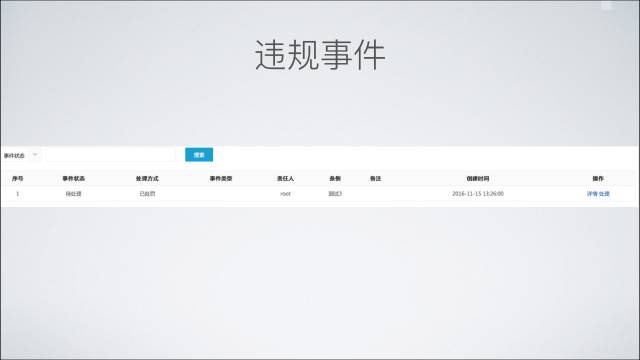 违规事件
事件状态 搜索
序号 事件状态 处理方式 事件类型 责任人 条例 备注 创建时间 操作
1 待处理 已处罚 root 测试3 2016-11-15 13:26:00 详情 处理